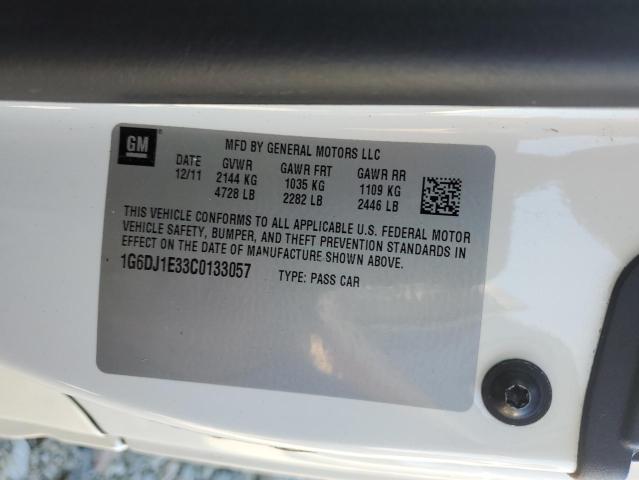 GM ®
MFD BY GENERAL MOTORS LLC
DATE GVWR GAWR FRT GAWR RR
12/11 2144 KG 1035 KG 1109 KG
4728 LB 2282 LB 2446 LB
THIS VEHICLE CONFORMS TO ALL APPLICABLE U.S. FEDERAL MOTOR
VEHICLE SAFETY, BUMPER, AND THEFT PREVENTION STANDARDS IN
EFFECT ON THE DATE OF MANUFACTURE SHOWN ABOVE.
1G6DJ1E33C0133057 TYPE: PASS CAR